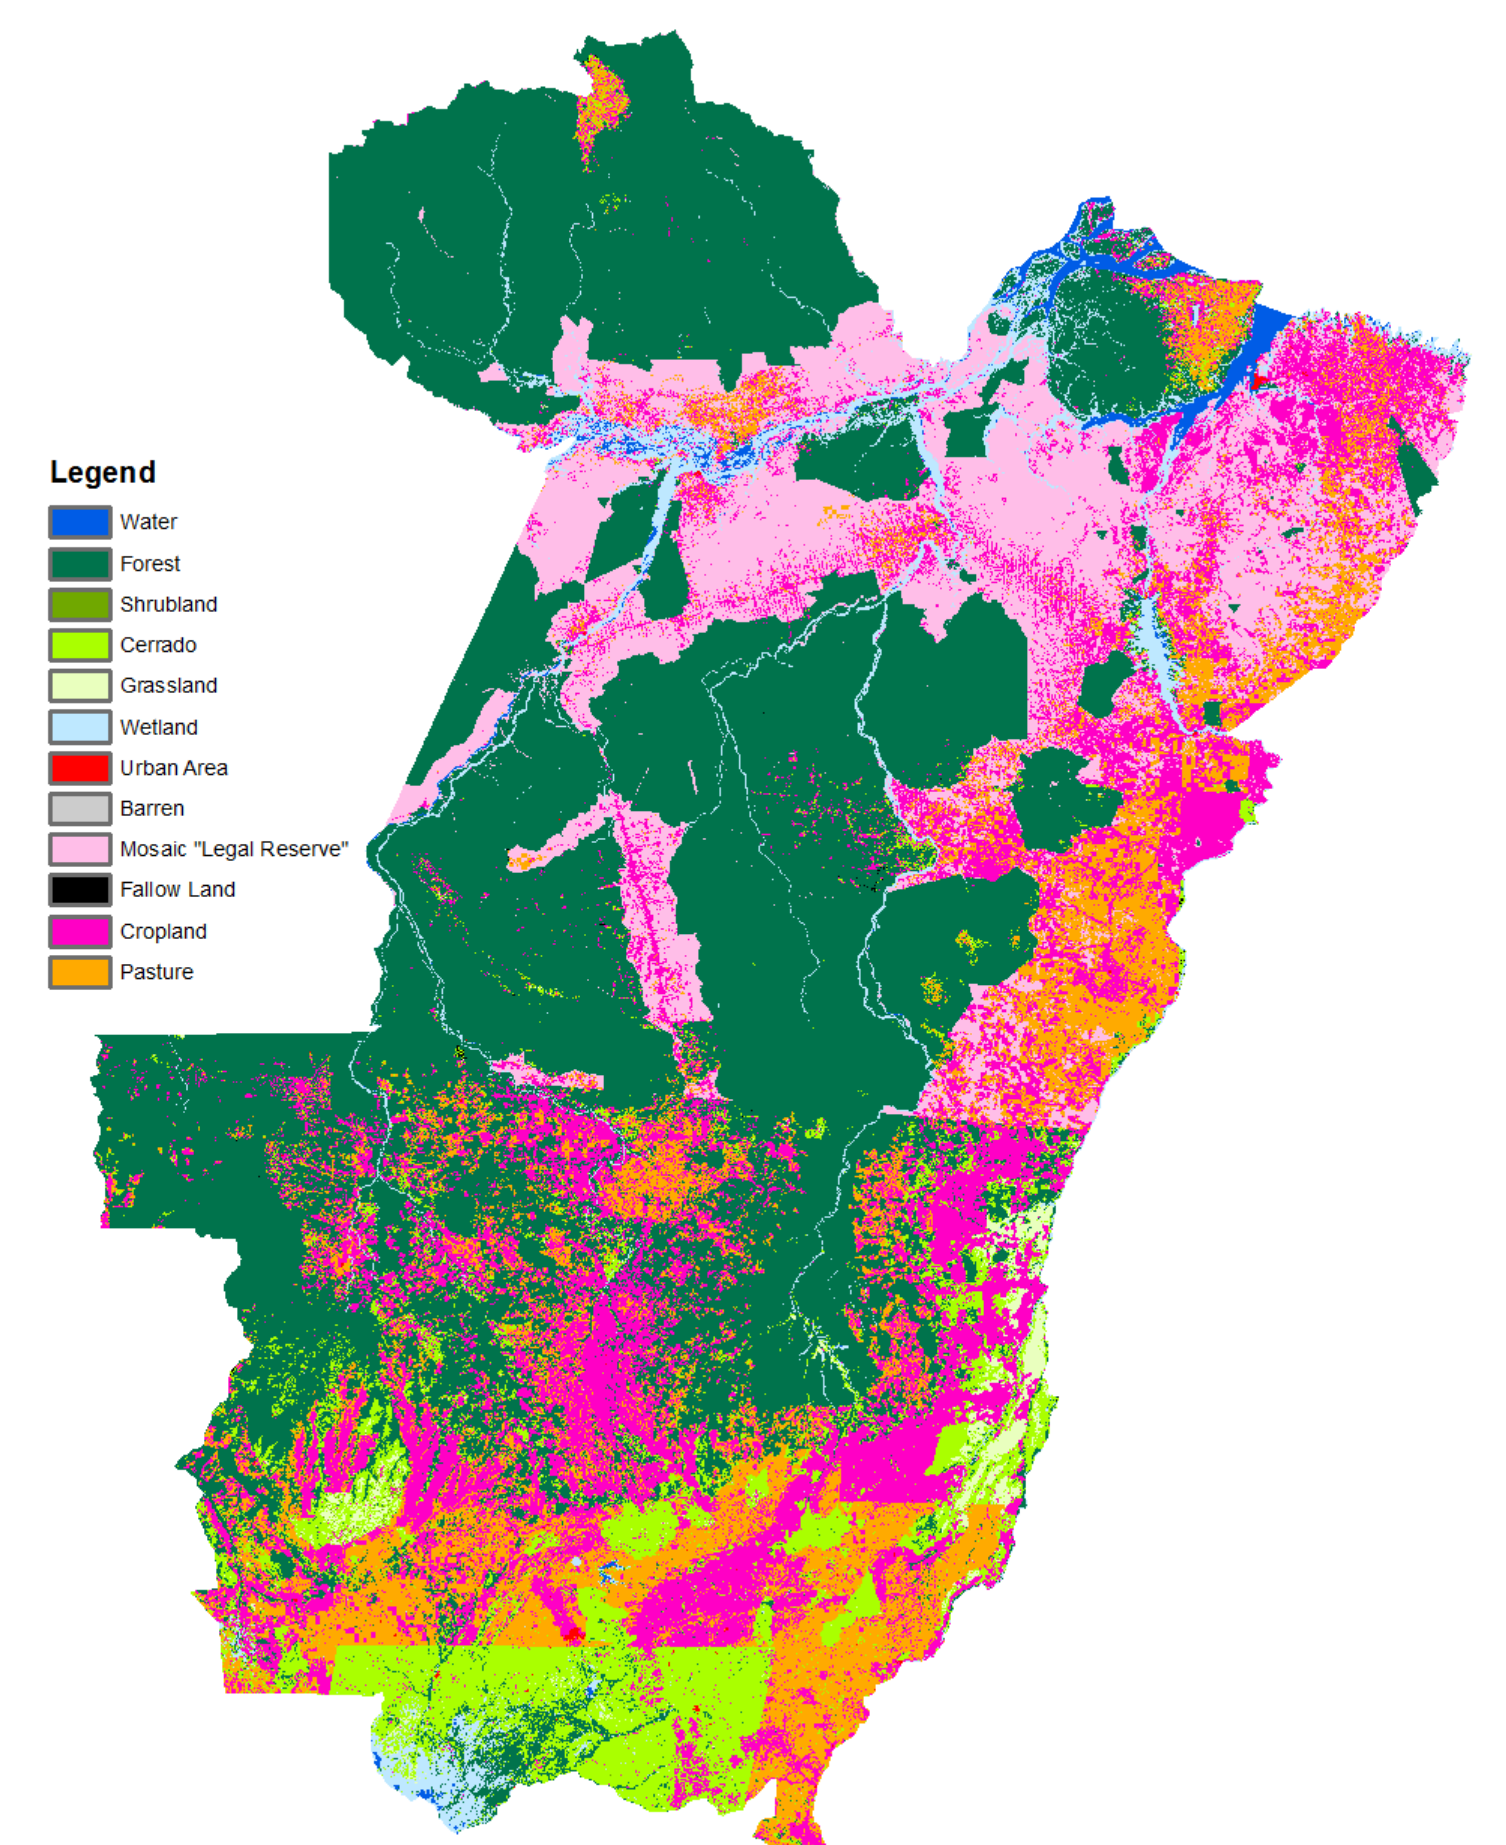 Legend
Water
Forest
Shrubland
Cerrado
Grassland
Wetland
Urban Area
Barren
Mosaic "Legal Reserve"
Fallow Land
Cropland
Pasture